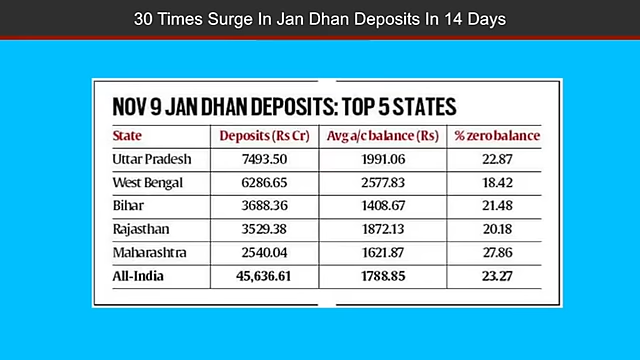 30 Times Surge In Jan Dhan Deposits In 14 Days
NOV 9 JAN DHAN DEPOSITS: TOP 5 STATES
State Deposits (Rs Cr) Avg a/c balance (Rs) % zero balance
Uttar Pradesh 7493.50 1991.06 22.87
West Bengal 6286.65 2577.83 18.42
Bihar 3688.36 1408.67 21.48
Rajasthan 3529.38 1872.13 20.18
Maharashtra 2540.04 1621.87 27.86
All-India 45,636.61 1788.85 23.27